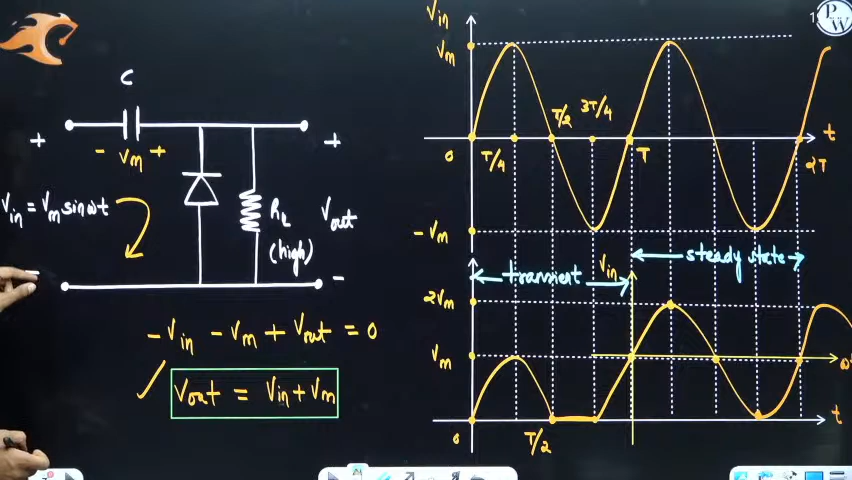 C
+
- Vm +
+
Vin = Vm sinωt
RL
(high)
Vout
-
-
-Vin - Vm + Vout = 0
Vout = Vin + Vm
Vin
PW
Vm
0
T/4
T/2
3T/4
T
2T
t
-Vm
transient
Vin
steady state
2Vm
Vm
0
T/2
t